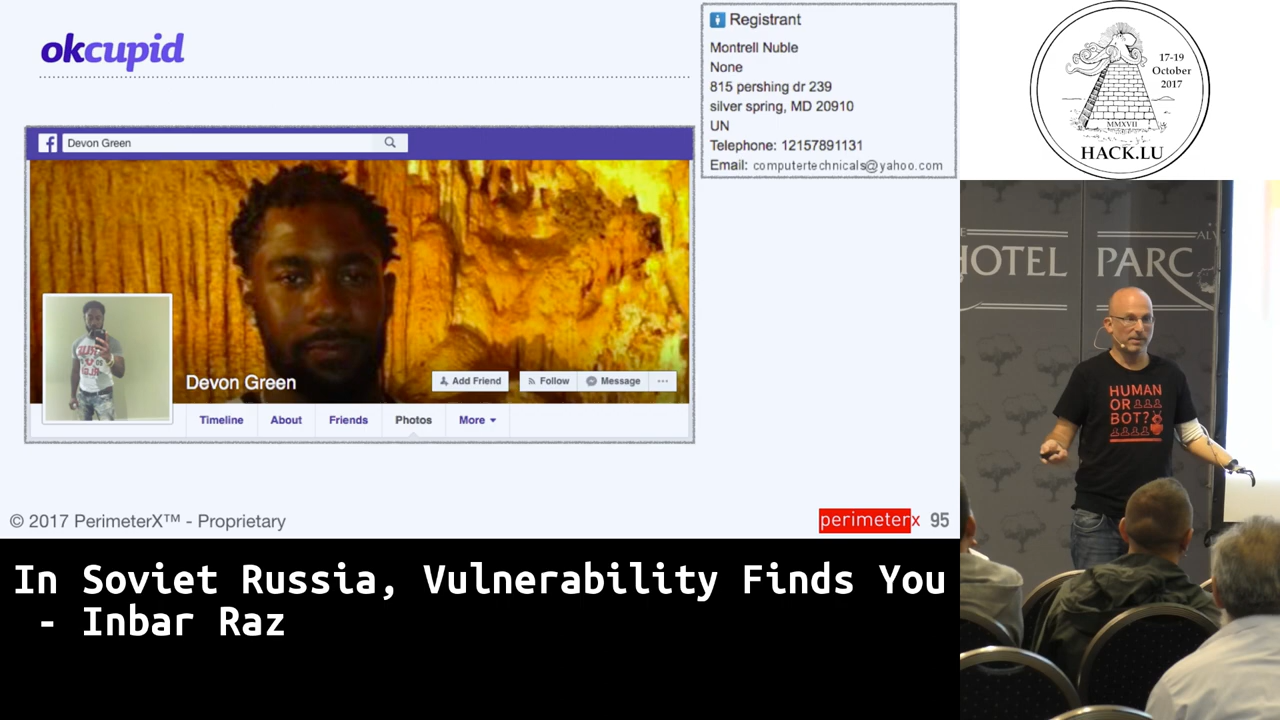 okcupid
Registrant
Montrell Nuble
None
815 pershing dr 239
silver spring, MD 20910
UN
Telephone: 12157891131
Email: computertechnicals@yahoo.com
Devon Green
Devon Green
Add Friend
Follow
Message
Timeline
About
Friends
Photos
More
© 2017 PerimeterX™ - Proprietary
perimeterx 95
In Soviet Russia, Vulnerability Finds You
- Inbar Raz
17-19
October
2017
MMXVII
HACK.LU
HOTEL PARC
HUMAN
OR
BOT?